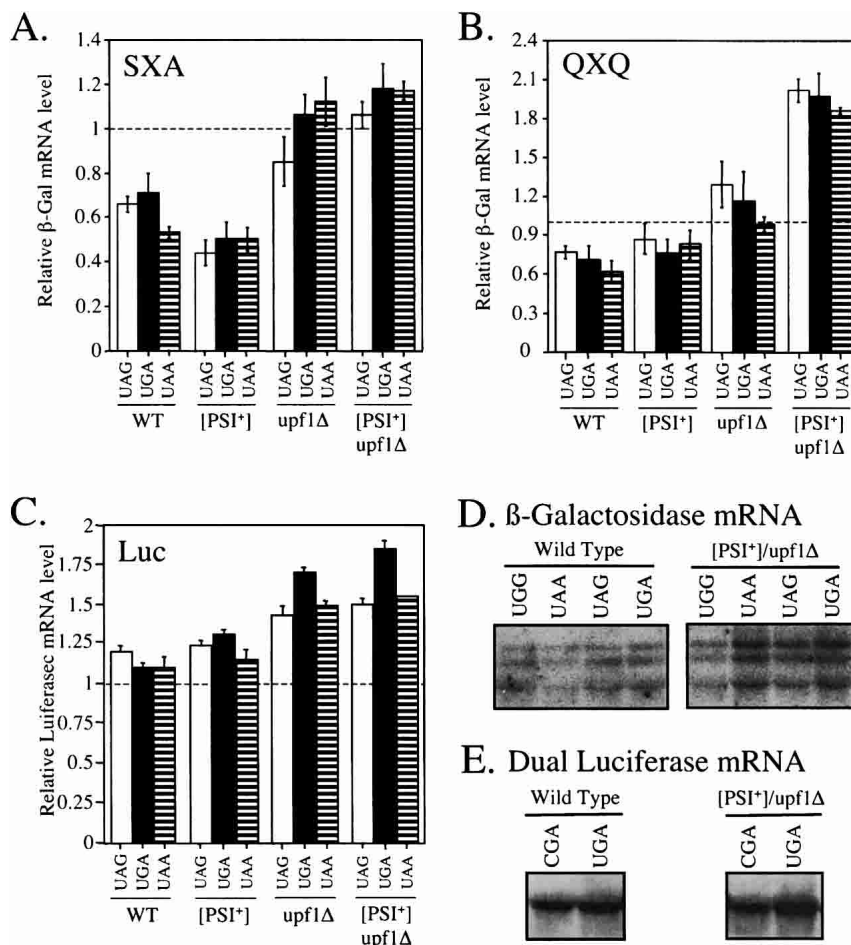 A.
SXA
Relative β-Gal mRNA level
1.4
1.2
1
0.8
0.6
0.4
0.2
0
UAG UGA UAA UAG UGA UAA UAG UGA UAA UAG UGA UAA
WT [PSI⁺] upf1Δ [PSI⁺] upf1Δ
B.
QXQ
Relative β-Gal mRNA level
2.4
2.1
1.8
1.5
1.2
0.9
0.6
0.3
0
UAG UGA UAA UAG UGA UAA UAG UGA UAA UAG UGA UAA
WT [PSI⁺] upf1Δ [PSI⁺] upf1Δ
C.
Luc
Relative Luiferasec mRNA level
2
1.75
1.5
1.25
1
1.75
0.5
0.25
0
UAG UGA UAA UAG UGA UAA UAG UGA UAA UAG UGA UAA
WT [PSI⁺] upf1Δ [PSI⁺] upf1Δ
D. ß-Galactosidase mRNA
Wild Type [PSI⁺]/upf1Δ
UGG UAA UAG UGA UGG UAA UAG UGA
E. Dual Luciferase mRNA
Wild Type [PSI⁺]/upf1Δ
CGA UGA CGA UGA